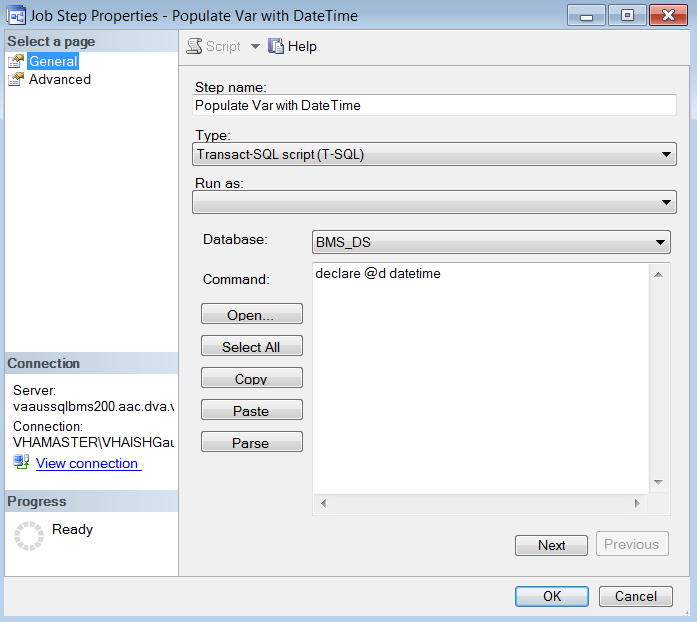 Job Step Properties - Populate Var with DateTime
Select a page
General
Advanced
Script
Help
Step name:
Populate Var with DateTime
Type:
Transact-SQL script (T-SQL)
Run as:
Database:
BMS_DS
Command:
declare @d datetime
Open...
Select All
Copy
Paste
Parse
Connection
Server:
vaaussqlbms200.aac.dva.v
Connection:
VHAMASTER\VHAISHGau
View connection
Progress
Ready
Next
Previous
OK
Cancel